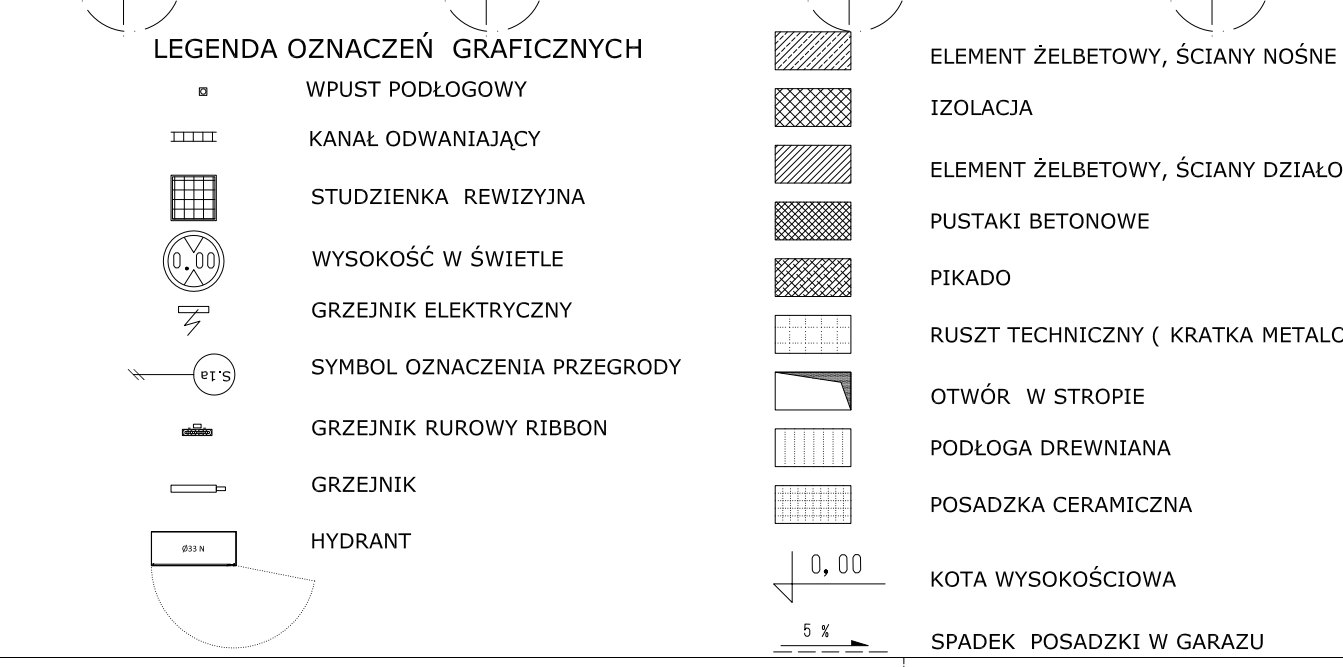 LEGENDA OZNACZEŃ GRAFICZNYCH
WPUST PODŁOGOWY
KANAŁ ODWANIAJĄCY
STUDZIENKA REWIZYJNA
0.00
WYSOKOŚĆ W ŚWIETLE
GRZEJNIK ELEKTRYCZNY
S.1a
SYMBOL OZNACZENIA PRZEGRODY
GRZEJNIK RUROWY RIBBON
GRZEJNIK
Ø33 N
HYDRANT
ELEMENT ŻELBETOWY, ŚCIANY NOŚNE
IZOLACJA
ELEMENT ŻELBETOWY, ŚCIANY DZIAŁO
PUSTAKI BETONOWE
PIKADO
RUSZT TECHNICZNY ( KRATKA METALO
OTWÓR W STROPIE
PODŁOGA DREWNIANA
POSADZKA CERAMICZNA
0,00
KOTA WYSOKOŚCIOWA
5 %
SPADEK POSADZKI W GARAZU